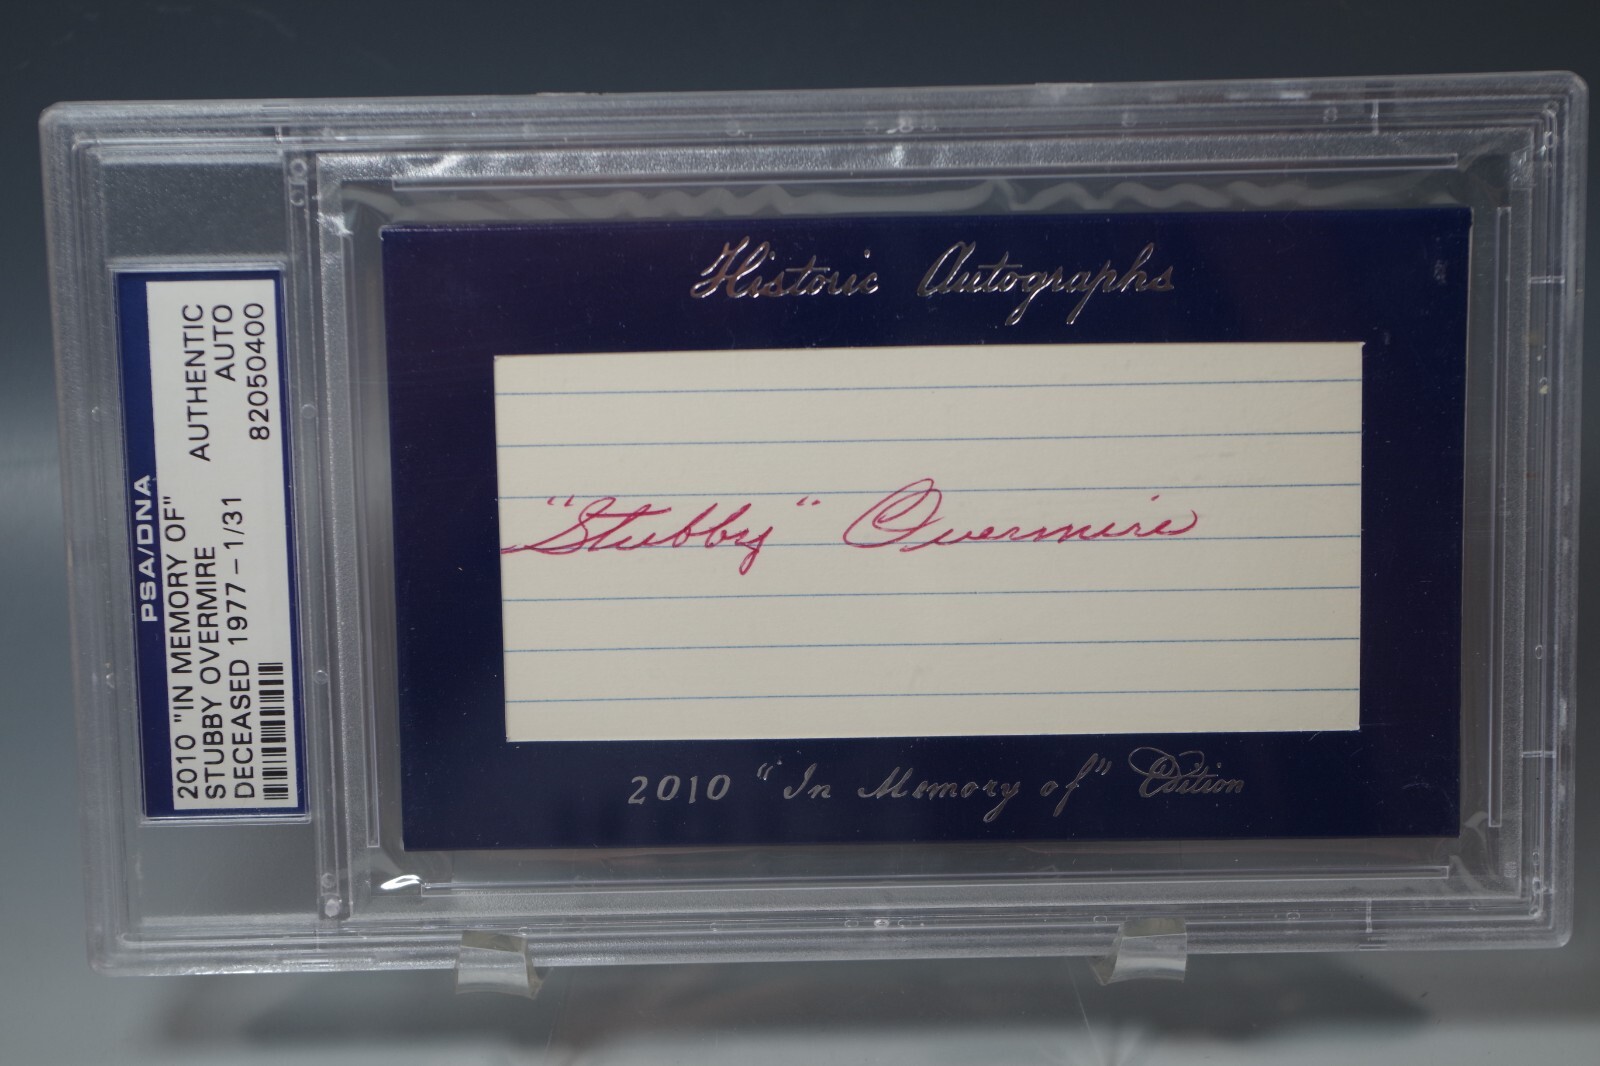 PSA/DNA
2010 "IN MEMORY OF"
STUBBY OVERMIRE
DECEASED 1977 – 1/31
AUTHENTIC
AUTO
82050400
Historic Autographs
"Stubby" Overmire
2010 "In Memory of" Edition